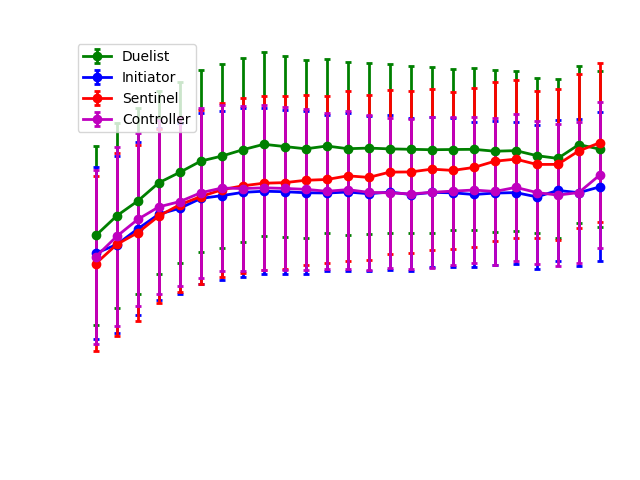 Duelist
Initiator
Sentinel
Controller